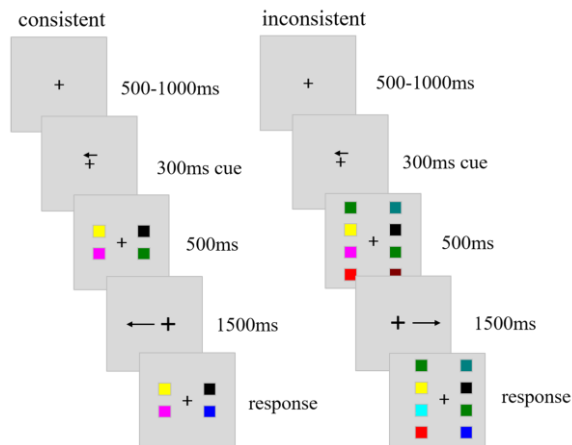 consistent
inconsistent
500-1000ms
300ms cue
500ms
1500ms
response
500-1000ms
300ms cue
500ms
1500ms
response